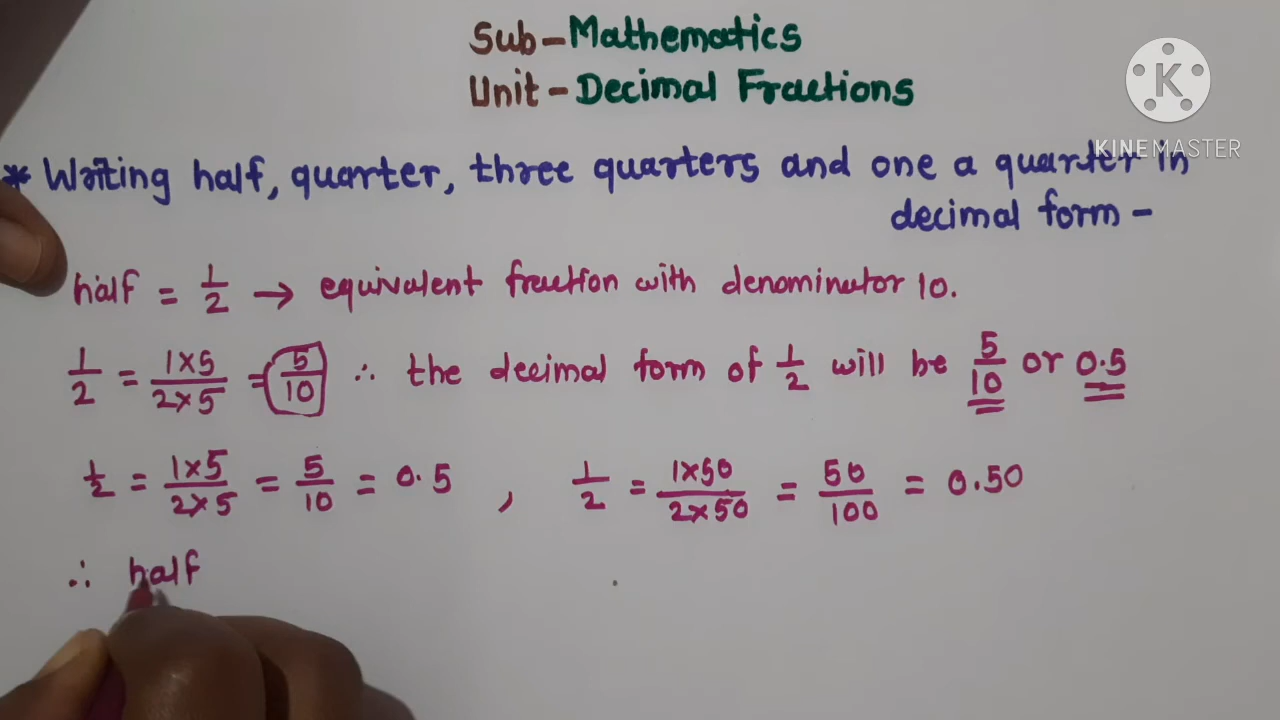 Sub-Mathematics
Unit-Decimal Fractions
KINEMASTER
* Writing half, quarter, three quarters and one a quarter in
decimal form -
half = 1/2 → equivalent fraction with denominator 10.
1/2 = 1×5/2×5 = 5/10 ∴ the decimal form of 1/2 will be 5/10 or 0.5
1/2 = 1×5/2×5 = 5/10 = 0.5 , 1/2 = 1×50/2×50 = 50/100 = 0.50
∴ half